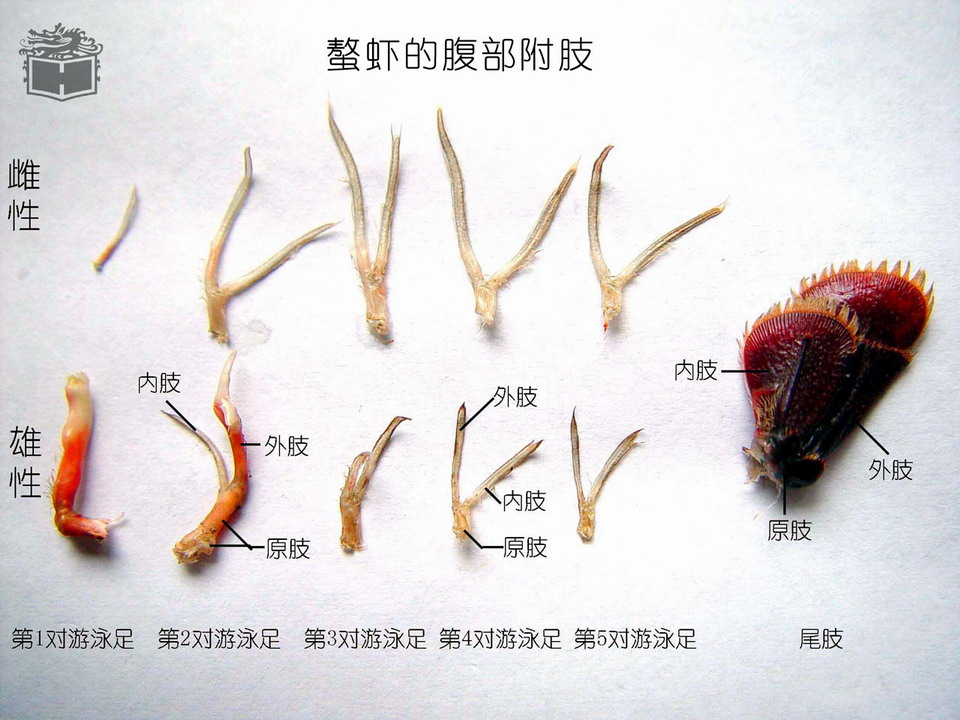 螯虾的腹部附肢
雌性
内肢
外肢
内肢
外肢
雄性
外肢
内肢
原肢
原肢
原肢
第1对游泳足
第2对游泳足
第3对游泳足
第4对游泳足
第5对游泳足
尾肢